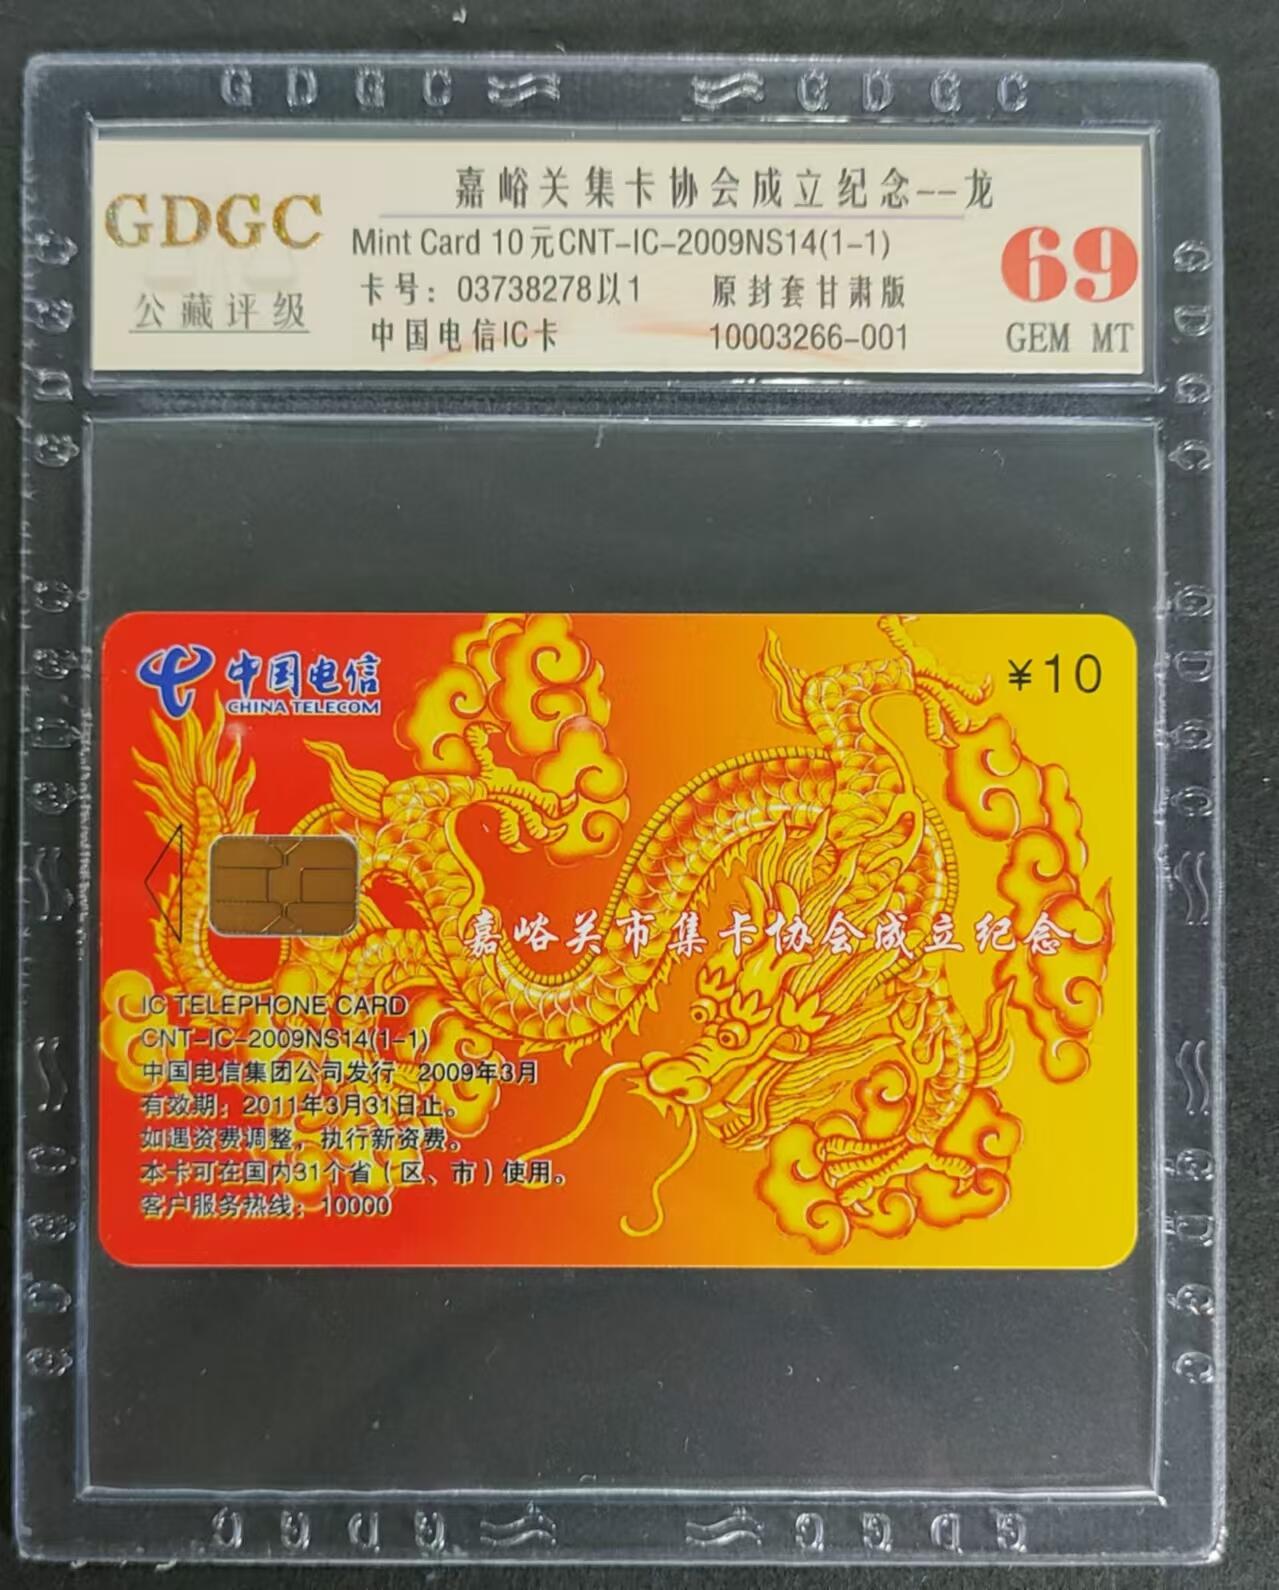 G D G C G D G C
嘉峪关集卡协会成立纪念--龙
GDGC
Mint Card 10元CNT-IC-2009NS14(1-1)
69
公藏评级
卡号：03738278以1 原封套甘肃版
中国电信IC卡 10003266-001
GEM MT
中国电信
CHINA TELECOM
¥10
嘉峪关市集卡协会成立纪念
IC TELEPHONE CARD
CNT-IC-2009NS14(1-1)
中国电信集团公司发行 2009年3月
有效期：2011年3月31日止。
如遇资费调整，执行新资费。
本卡可在国内31个省（区、市）使用。
客户服务热线：10000